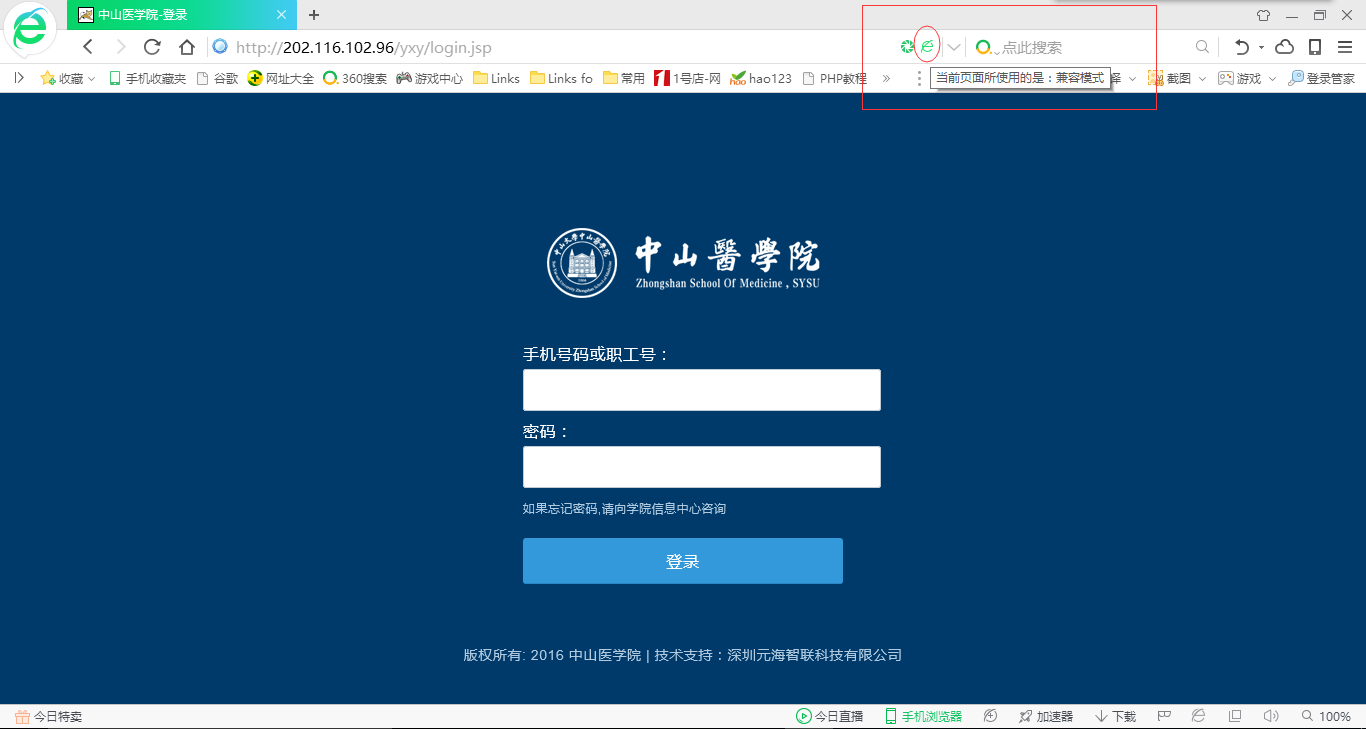 中山医学院-登录
http://202.116.102.96/yxy/login.jsp
点此搜索
收藏 手机收藏夹 谷歌 网址大全 360搜索 游戏中心 Links Links fo 常用 1号店-网 hao123 PHP教程 » 择 截图 游戏 登录管家
当前页面所使用的是：兼容模式
中山醫學院
Zhongshan School Of Medicine , SYSU
手机号码或职工号：
密码：
如果忘记密码,请向学院信息中心咨询
登录
版权所有: 2016 中山医学院 | 技术支持：深圳元海智联科技有限公司
今日特卖 今日直播 手机浏览器 加速器 下载 100%